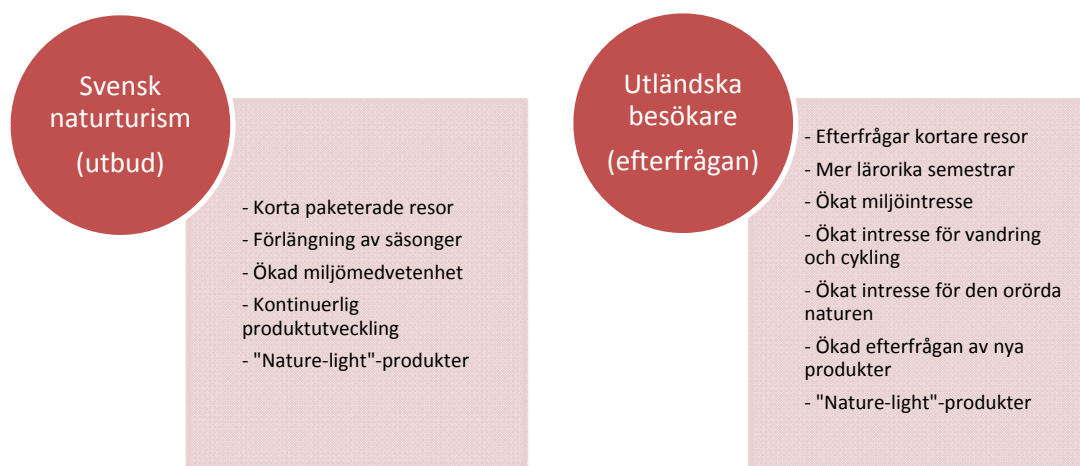 Svensk
naturturism
(utbud)
- Korta paketerade resor
- Förlängning av säsonger
- Ökad miljömedvetenhet
- Kontinuerlig
produktutveckling
- "Nature-light"-produkter
Utländska
besökare
(efterfrågan)
- Efterfrågar kortare resor
- Mer lärorika semestrar
- Ökat miljöintresse
- Ökat intresse för vandring
och cykling
- Ökat intresse för den orörda
naturen
- Ökad efterfrågan av nya
produkter
- "Nature-light"-produkter